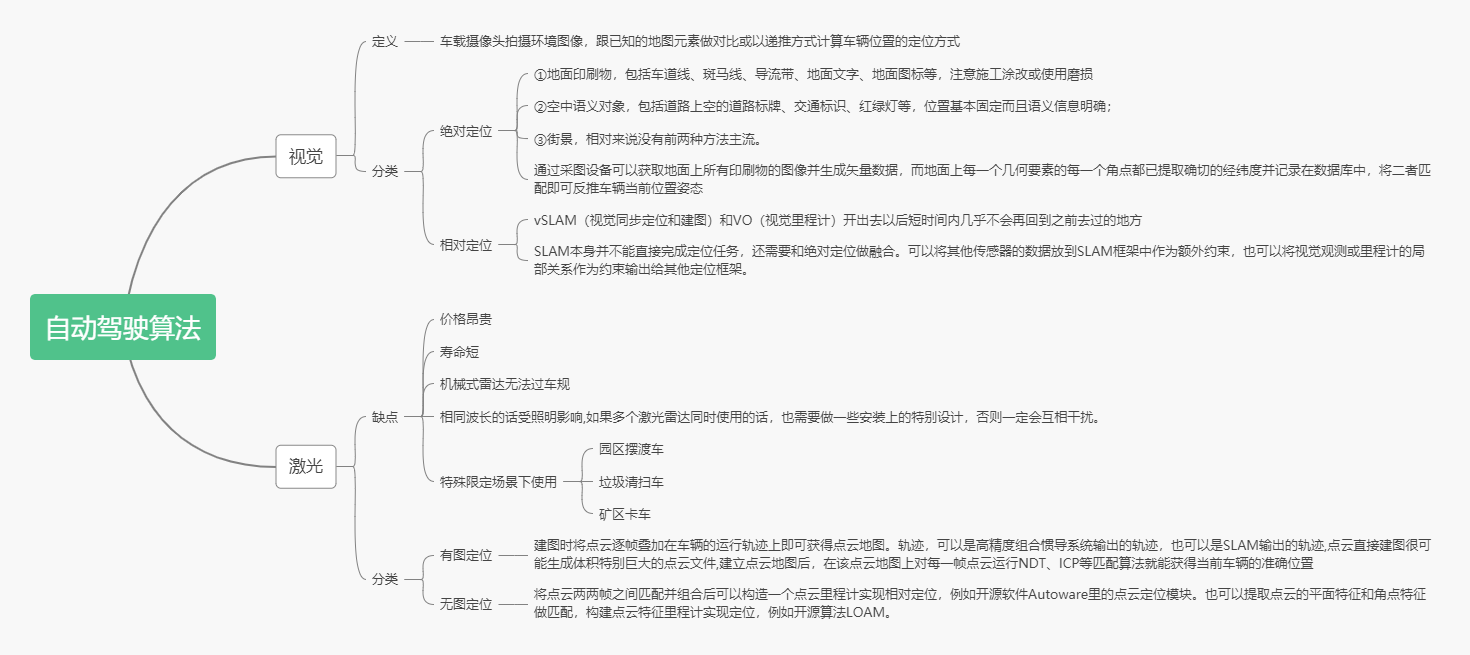 自动驾驶算法
视觉
定义
车载摄像头拍摄环境图像，跟已知的地图元素做对比或以递推方式计算车辆位置的定位方式
分类
绝对定位
①地面印刷物，包括车道线、斑马线、导流带、地面文字、地面图标等，注意施工涂改或使用磨损
②空中语义对象，包括道路上空的道路标牌、交通标识、红绿灯等，位置基本固定而且语义信息明确；
③街景，相对来说没有前两种方法主流。
通过采图设备可以获取地面上所有印刷物的图像并生成矢量数据，而地面上每一个几何要素的每一个角点都已提取确切的经纬度并记录在数据库中，将二者匹
配即可反推车辆当前位置姿态
相对定位
vSLAM（视觉同步定位和建图）和VO（视觉里程计）开出去以后短时间内几乎不会再回到之前去过的地方
SLAM本身并不能直接完成定位任务，还需要和绝对定位做融合。可以将其他传感器的数据放到SLAM框架中作为额外约束，也可以将视觉观测或里程计的局
部关系作为约束输出给其他定位框架。
激光
缺点
价格昂贵
寿命短
机械式雷达无法过车规
相同波长的话受照明影响,如果多个激光雷达同时使用的话，也需要做一些安装上的特别设计，否则一定会互相干扰。
特殊限定场景下使用
园区摆渡车
垃圾清扫车
矿区卡车
分类
有图定位
建图时将点云逐帧叠加在车辆的运行轨迹上即可获得点云地图。轨迹，可以是高精度组合惯导系统输出的轨迹，也可以是SLAM输出的轨迹,点云直接建图很可
能生成体积特别巨大的点云文件,建立点云地图后，在该点云地图上对每一帧点云运行NDT、ICP等匹配算法就能获得当前车辆的准确位置
无图定位
将点云两两帧之间匹配并组合后可以构造一个点云里程计实现相对定位，例如开源软件Autoware里的点云定位模块。也可以提取点云的平面特征和角点特征
做匹配，构建点云特征里程计实现定位，例如开源算法LOAM。